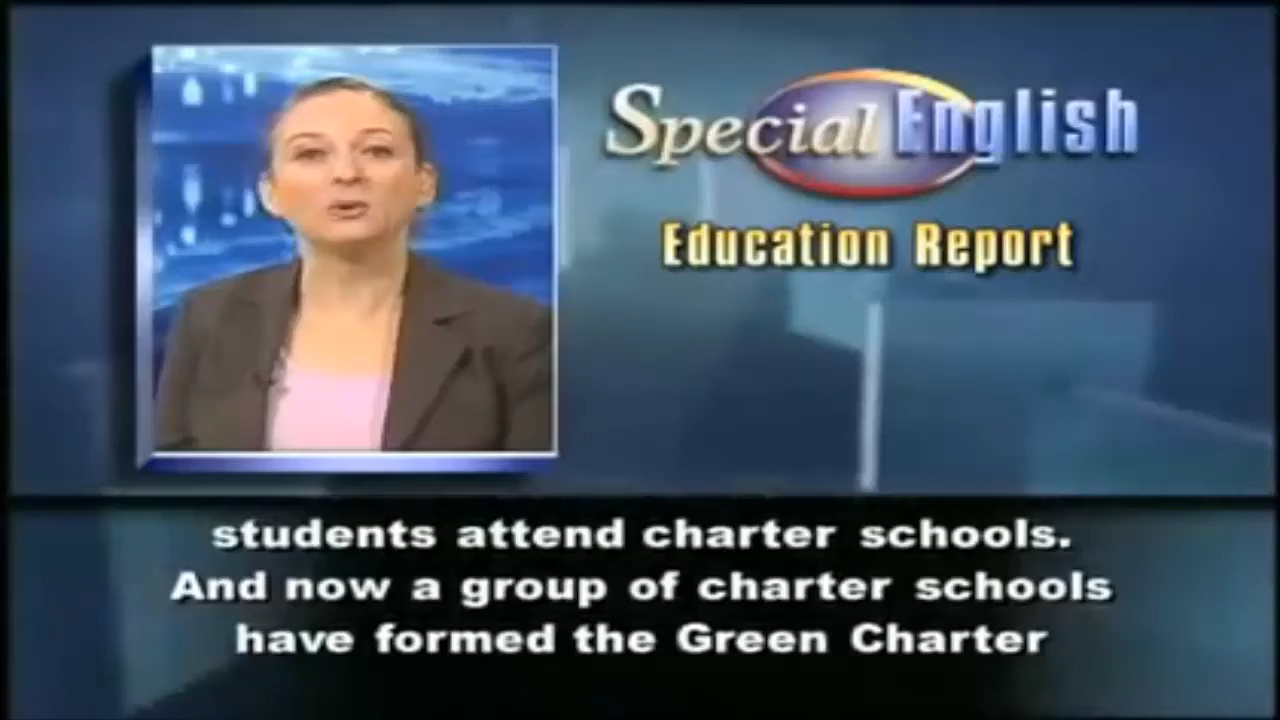 Special English
Education Report
students attend charter schools.
And now a group of charter schools
have formed the Green Charter